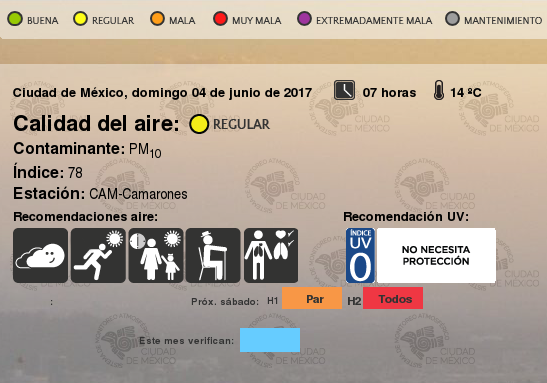 BUENA REGULAR MALA MUY MALA EXTREMADAMENTE MALA MANTENIMIENTO
Ciudad de México, domingo 04 de junio de 2017 07 horas 14 ºC
Calidad del aire: REGULAR
Contaminante: PM10
Índice: 78
Estación: CAM-Camarones
Recomendaciones aire: Recomendación UV:
ÍNDICE UV 0 NO NECESITA
PROTECCIÓN
: Próx. sábado: H1 Par H2 Todos
Este mes verifican:
CIUDAD DE MÉXICO